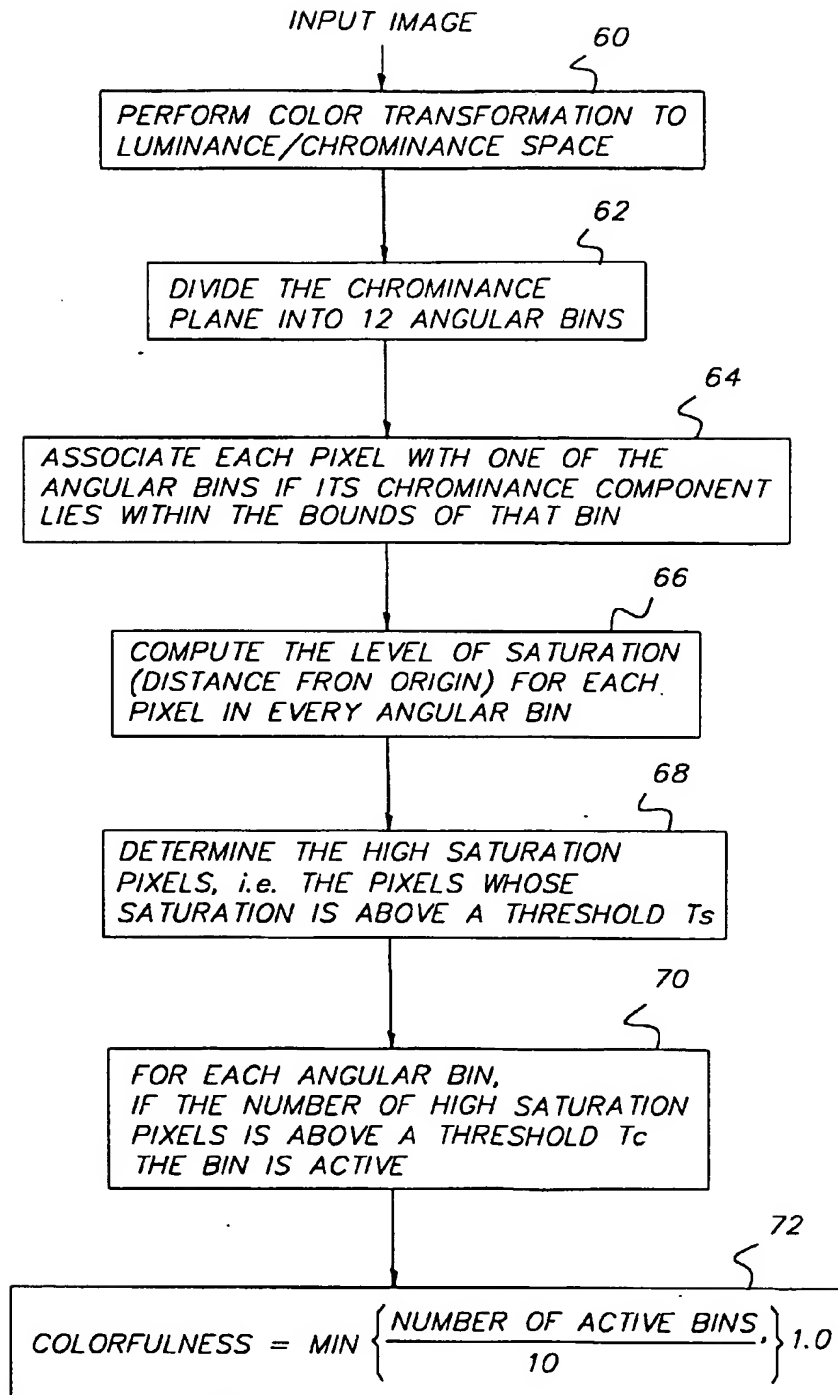 INPUT IMAGE
60
PERFORM COLOR TRANSFORMATION TO
LUMINANCE/CHROMINANCE SPACE
62
DIVIDE THE CHROMINANCE
PLANE INTO 12 ANGULAR BINS
64
ASSOCIATE EACH PIXEL WITH ONE OF THE
ANGULAR BINS IF ITS CHROMINANCE COMPONENT
LIES WITHIN THE BOUNDS OF THAT BIN
66
COMPUTE THE LEVEL OF SATURATION
(DISTANCE FRON ORIGIN) FOR EACH
PIXEL IN EVERY ANGULAR BIN
68
DETERMINE THE HIGH SATURATION
PIXELS, i.e. THE PIXELS WHOSE
SATURATION IS ABOVE A THRESHOLD Ts
70
FOR EACH ANGULAR BIN,
IF THE NUMBER OF HIGH SATURATION
PIXELS IS ABOVE A THRESHOLD Tc
THE BIN IS ACTIVE
72
COLORFULNESS = MIN { NUMBER OF ACTIVE BINS, } 1.0
10